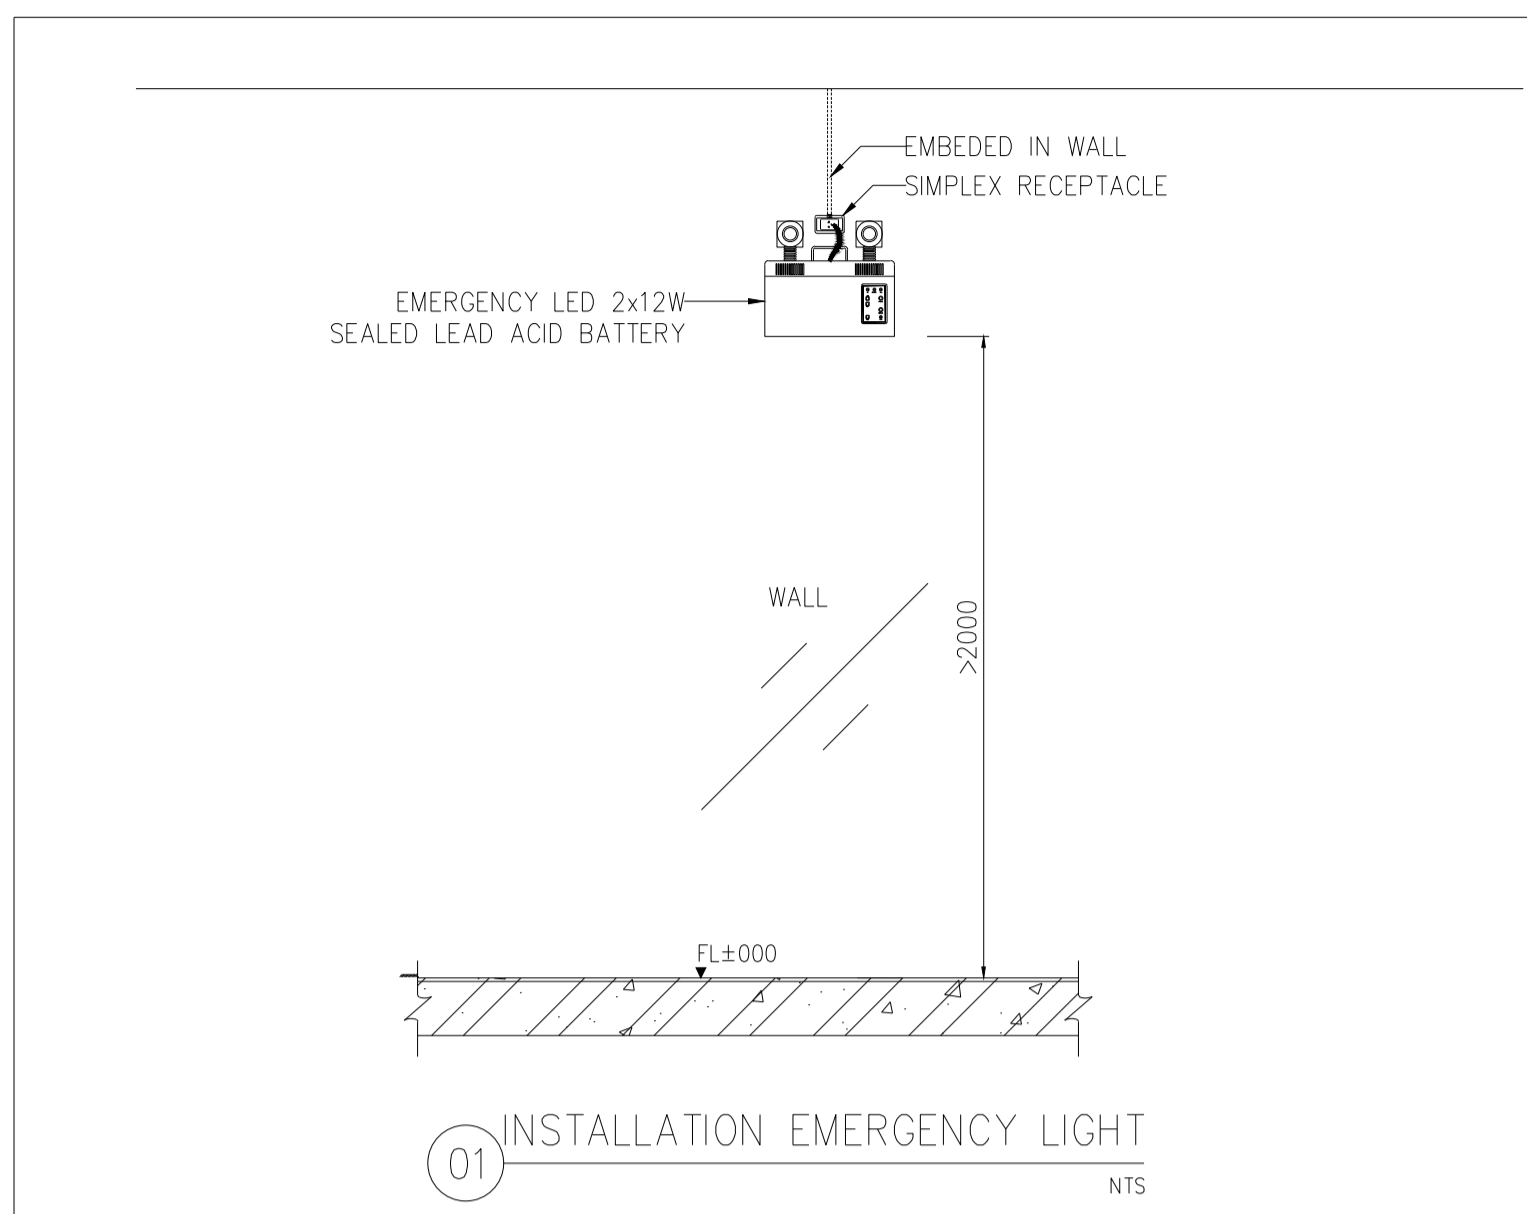 EMBEDED IN WALL
SIMPLEX RECEPTACLE
EMERGENCY LED 2x12W
SEALED LEAD ACID BATTERY
WALL
>2000
FL±000
01
INSTALLATION EMERGENCY LIGHT
NTS